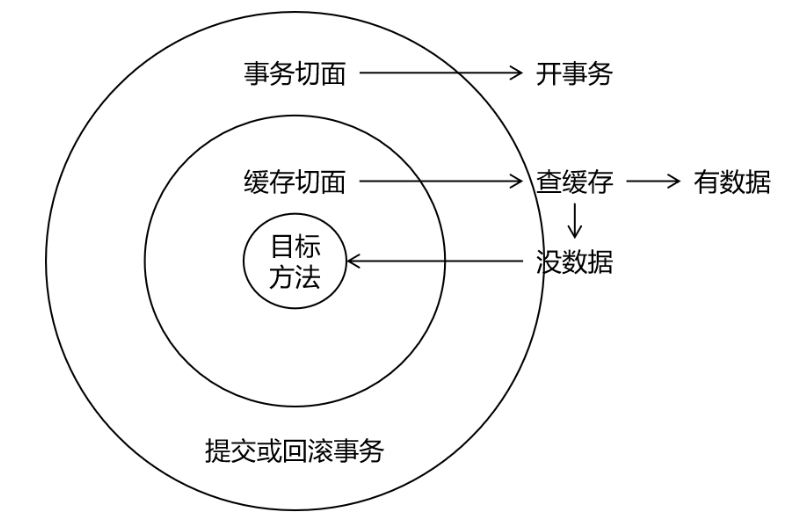 事务切面 开事务
缓存切面 查缓存 有数据
目标
方法 没数据
提交或回滚事务